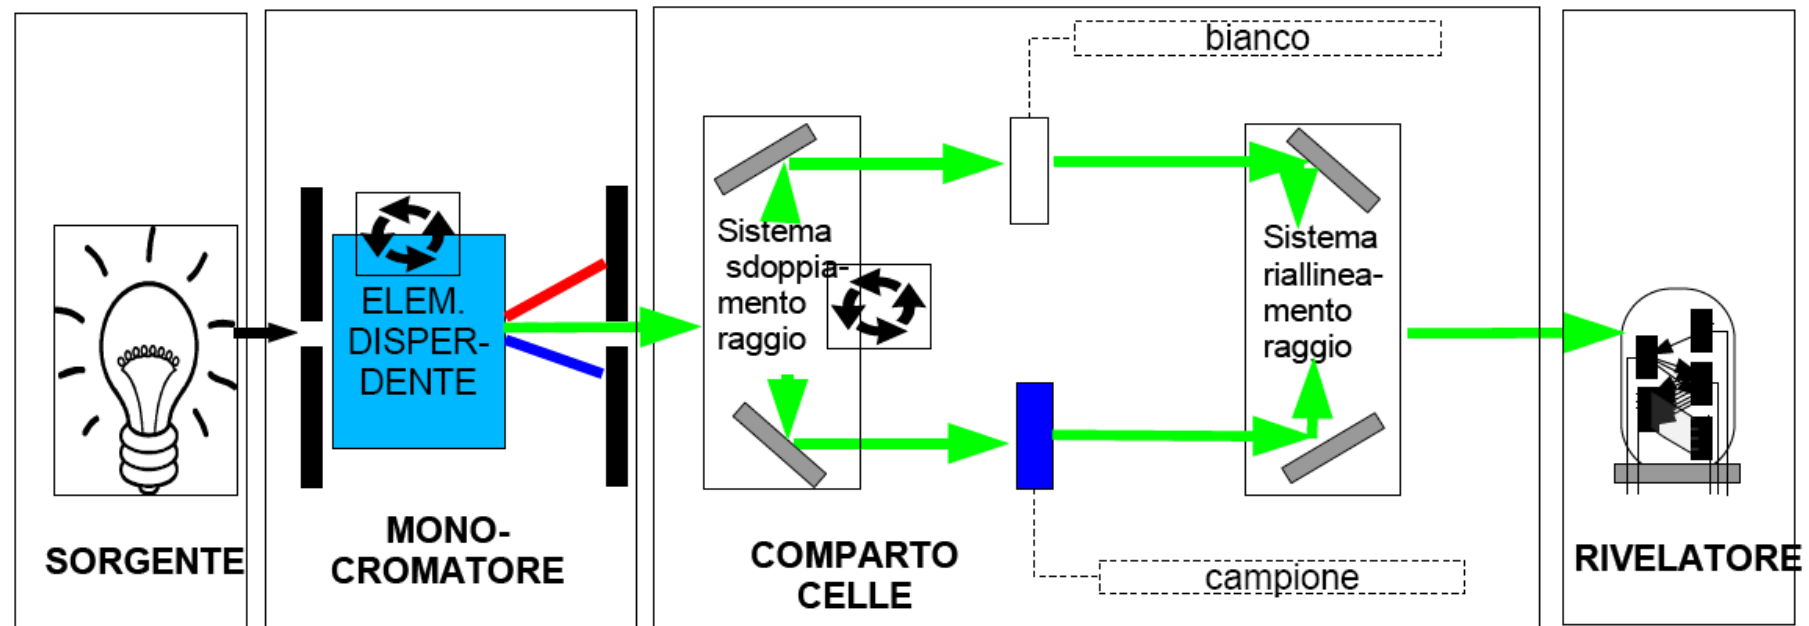 bianco
Sistema
sdoppia-
mento
raggio
Sistema
riallinea-
mento
raggio
ELEM.
DISPER-
DENTE
SORGENTE
MONO-
CROMATORE
COMPARTO
CELLE
campione
RIVELATORE